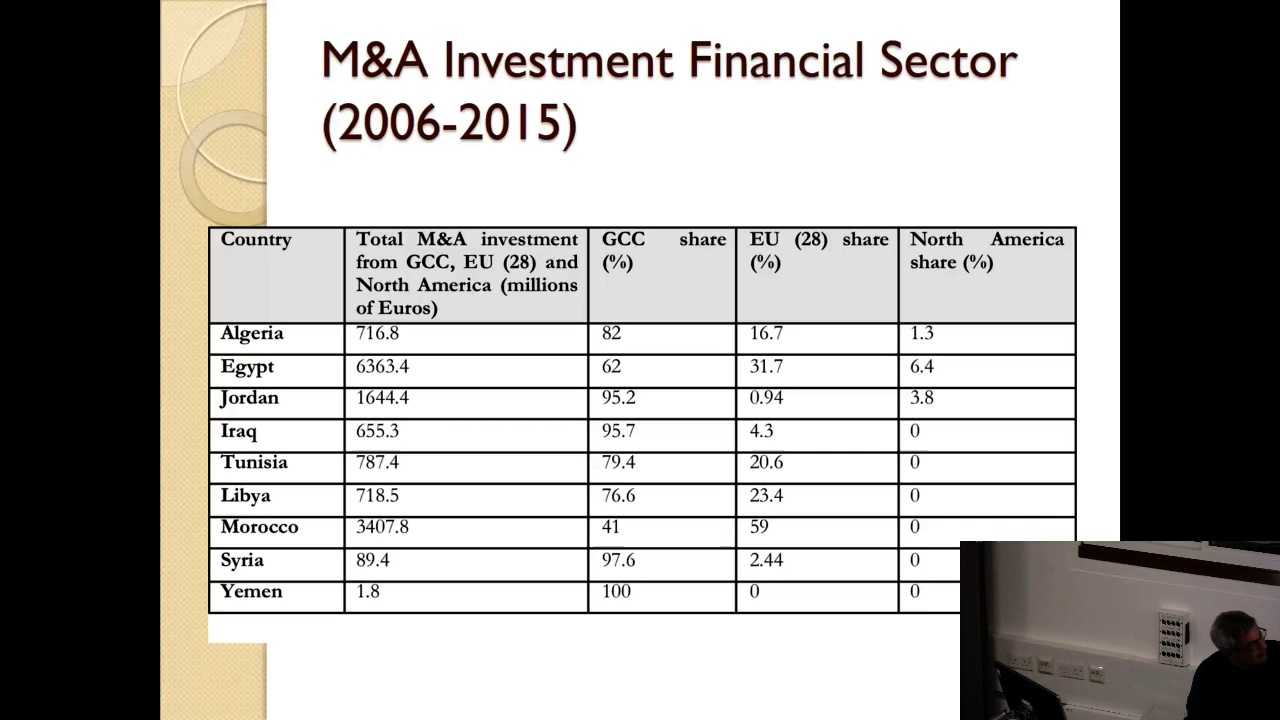 M&A Investment Financial Sector
(2006-2015)
Country Total M&A investment from GCC, EU (28) and North America (millions of Euros) GCC share (%) EU (28) share (%) North America share (%)
Algeria 716.8 82 16.7 1.3
Egypt 6363.4 62 31.7 6.4
Jordan 1644.4 95.2 0.94 3.8
Iraq 655.3 95.7 4.3 0
Tunisia 787.4 79.4 20.6 0
Libya 718.5 76.6 23.4 0
Morocco 3407.8 41 59 0
Syria 89.4 97.6 2.44 0
Yemen 1.8 100 0 0